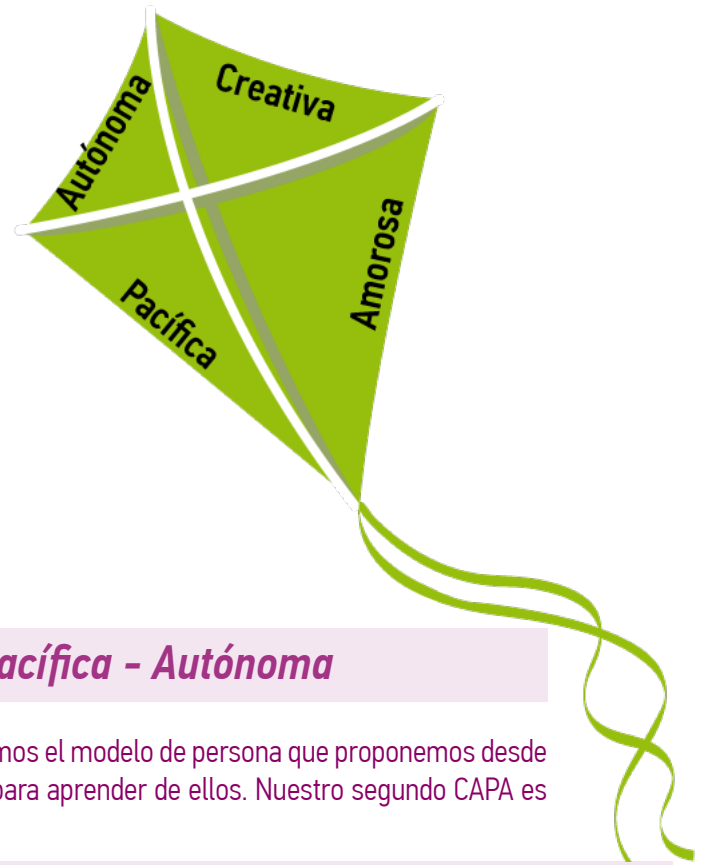 Creativa
Autónoma
Amorosa
Pacífica
acífica - Autónoma
mos el modelo de persona que proponemos desde
para aprender de ellos. Nuestro segundo CAPA es